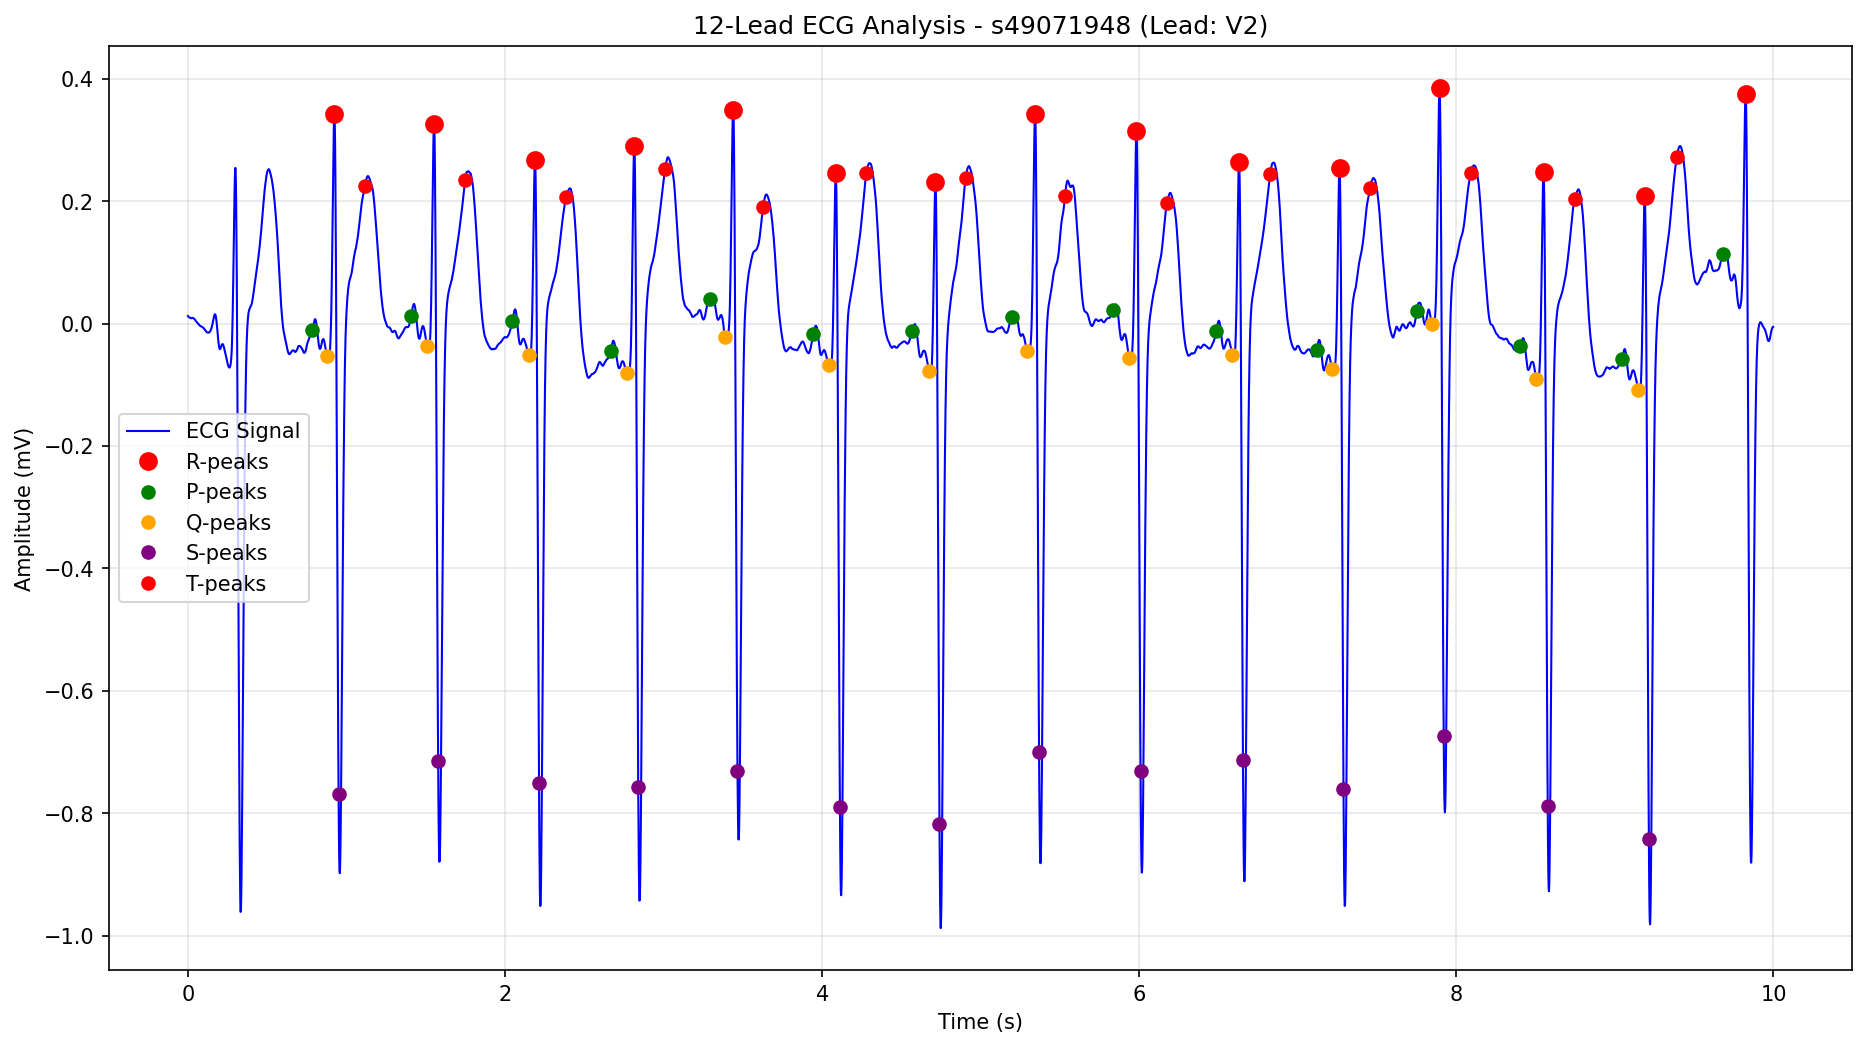 12-Lead ECG Analysis - s49071948 (Lead: V2)
Amplitude (mV)
0.4
0.2
0.0
−0.2
−0.4
−0.6
−0.8
−1.0
ECG Signal
R-peaks
P-peaks
Q-peaks
S-peaks
T-peaks
0 2 4 6 8 10
Time (s)